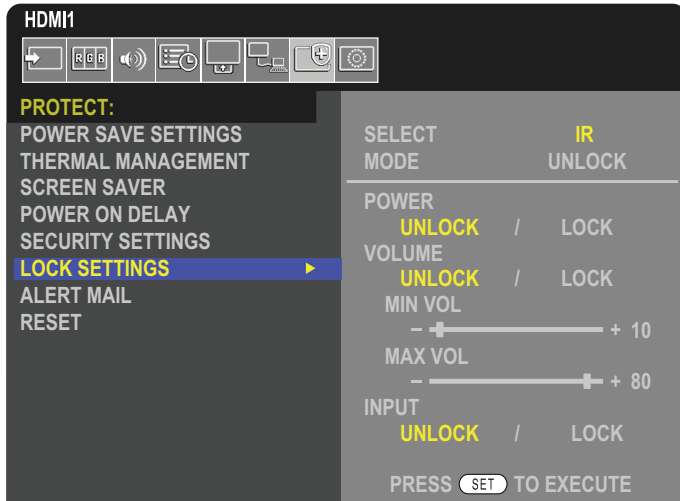 HDMI1
R G B
PROTECT:
POWER SAVE SETTINGS
THERMAL MANAGEMENT
SCREEN SAVER
POWER ON DELAY
SECURITY SETTINGS
LOCK SETTINGS
ALERT MAIL
RESET
SELECT IR
MODE UNLOCK
POWER
UNLOCK / LOCK
VOLUME
UNLOCK / LOCK
MIN VOL
− + 10
MAX VOL
− + 80
INPUT
UNLOCK / LOCK
PRESS SET TO EXECUTE